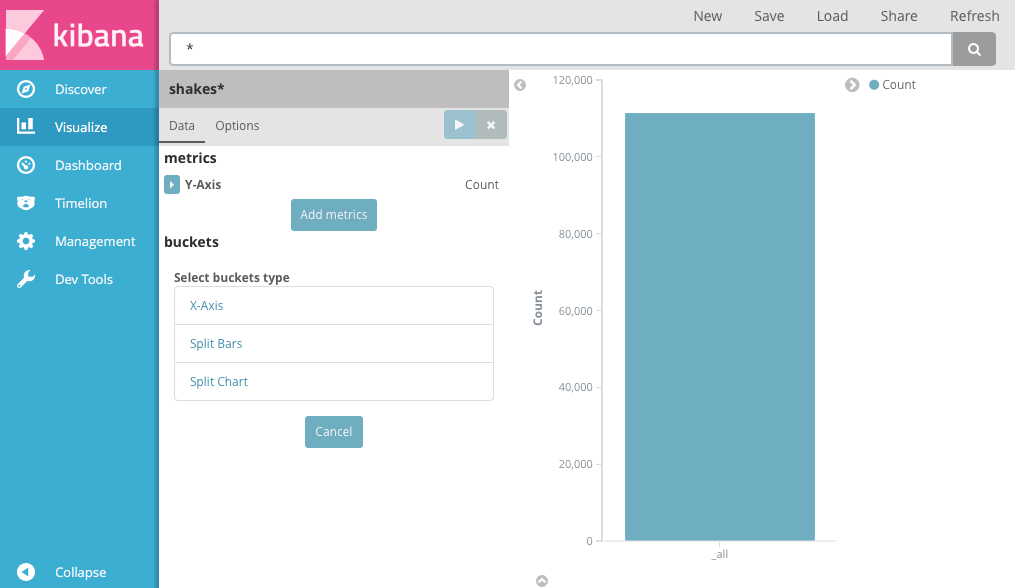 kibana
New Save Load Share Refresh
*
Discover
Visualize
Dashboard
Timelion
Management
Dev Tools
Collapse
shakes*
Data Options
metrics
Y-Axis Count
Add metrics
buckets
Select buckets type
X-Axis
Split Bars
Split Chart
Cancel
Count
120,000
100,000
80,000
60,000
40,000
20,000
0
Count
_all